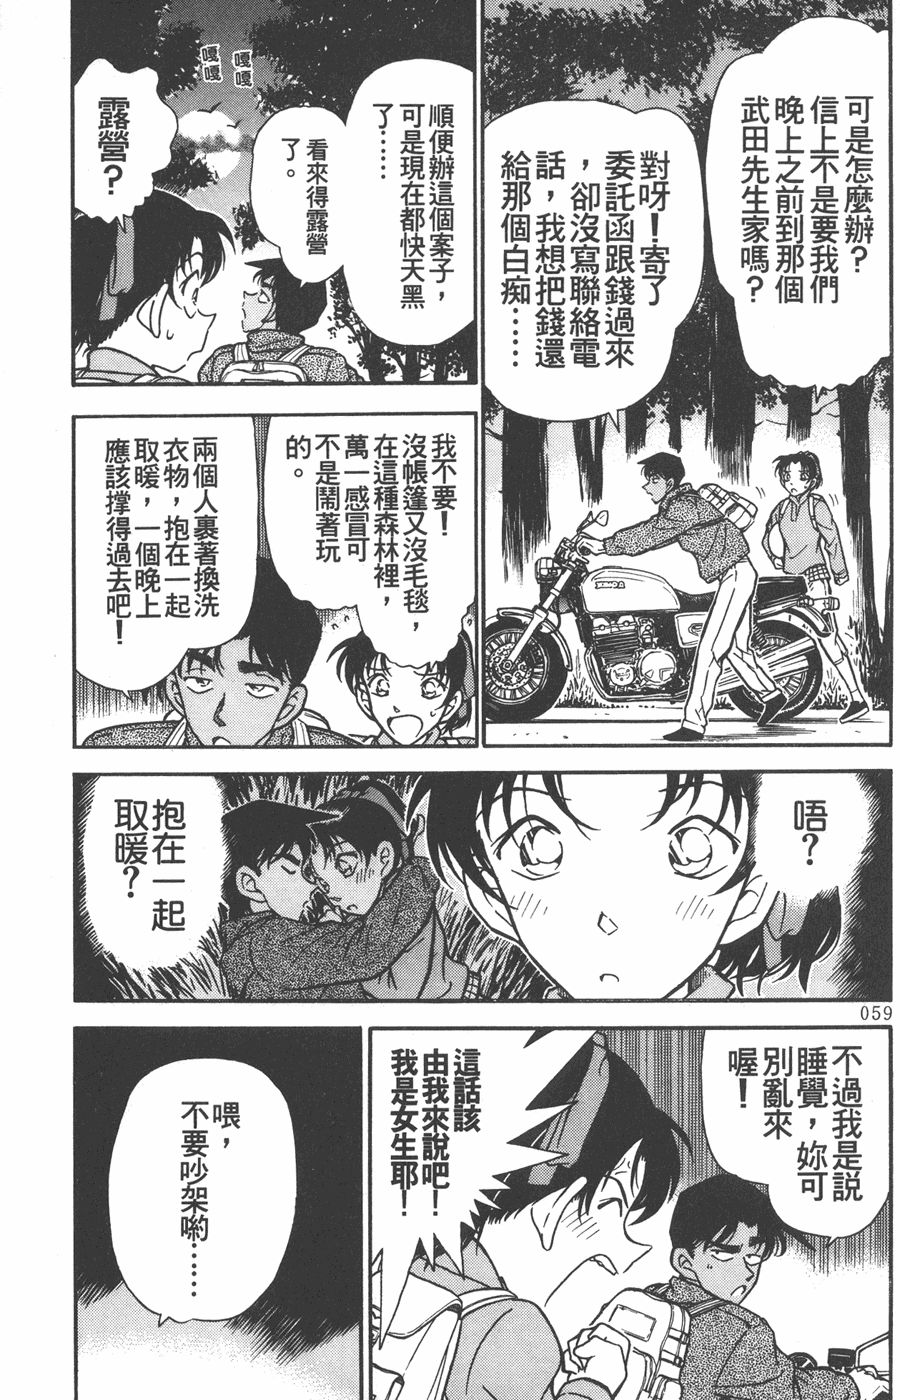 可是怎麼辦？
信上不是要我們
晚上之前到那個
武田先生家嗎？
對呀！寄了
委託函跟錢過來
，卻沒寫聯絡電
話，我想把錢還
給那個白痴……
順便辦這個案子，
可是現在都快天黑
了……
看來得露營
了。
嘎嘎
嘎嘎
露營？
我不要！
沒帳篷又沒毛毯，
在這種森林裡，
萬一感冒可
不是鬧著玩
的。
兩個人裹著換洗
衣物，抱在一起
取暖，一個晚上
應該撐得過去吧！
唔？
抱在一起
取暖？
059
不過我是說
睡覺，妳可
別亂來
喔！
這話該
由我來說吧！
我是女生耶！
喂，
不要吵架喲……